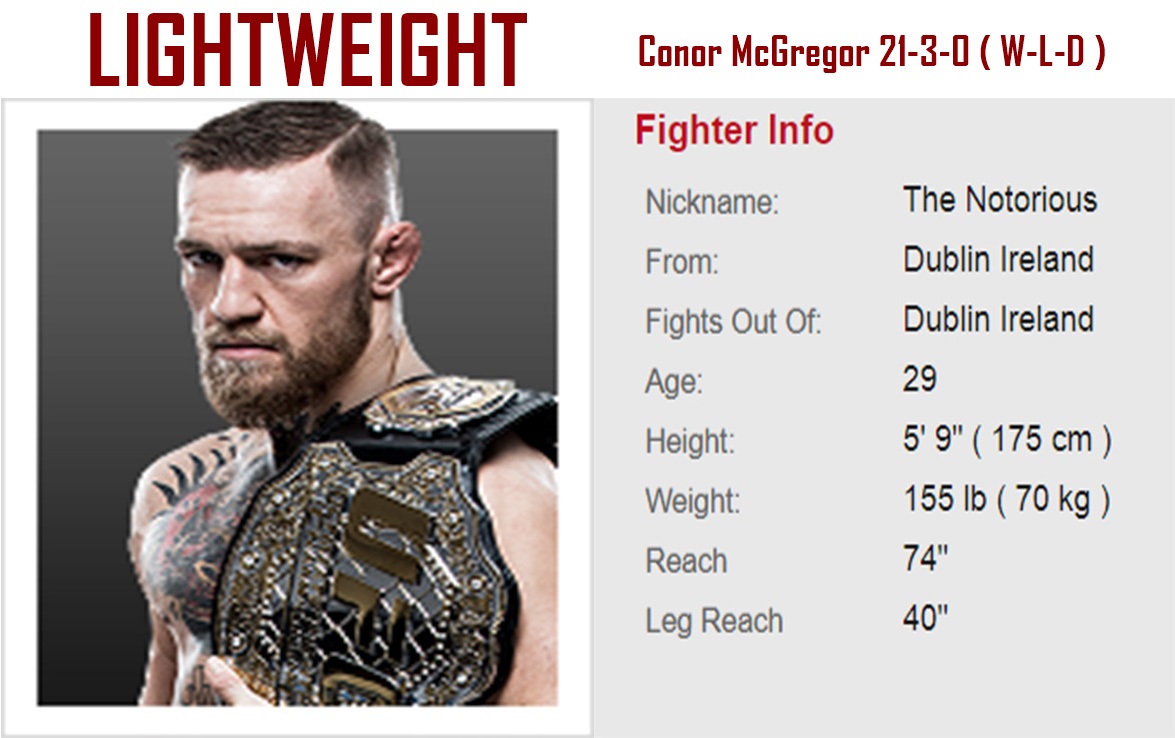 LIGHTWEIGHT
Conor McGregor 21-3-0 ( W-L-D )
Fighter Info
Nickname: The Notorious
From: Dublin Ireland
Fights Out Of: Dublin Ireland
Age: 29
Height: 5' 9" ( 175 cm )
Weight: 155 lb ( 70 kg )
Reach 74"
Leg Reach 40"